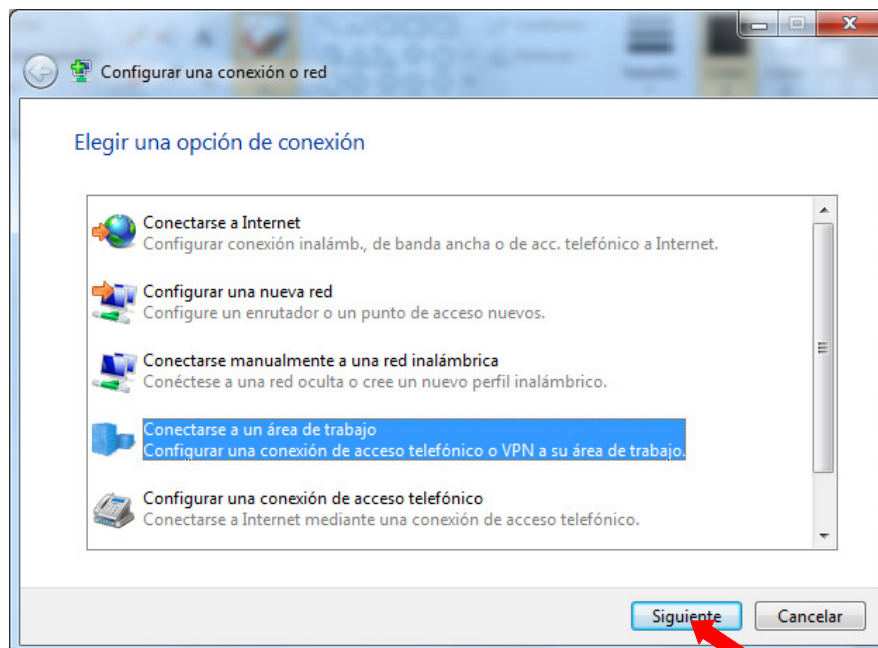 Configurar una conexión o red
Elegir una opción de conexión
Conectarse a Internet
Configurar conexión inalámb., de banda ancha o de acc. telefónico a Internet.
Configurar una nueva red
Configure un enrutador o un punto de acceso nuevos.
Conectarse manualmente a una red inalámbrica
Conéctese a una red oculta o cree un nuevo perfil inalámbrico.
Conectarse a un área de trabajo
Configurar una conexión de acceso telefónico o VPN a su área de trabajo.
Configurar una conexión de acceso telefónico
Conectarse a Internet mediante una conexión de acceso telefónico.
Siguiente Cancelar